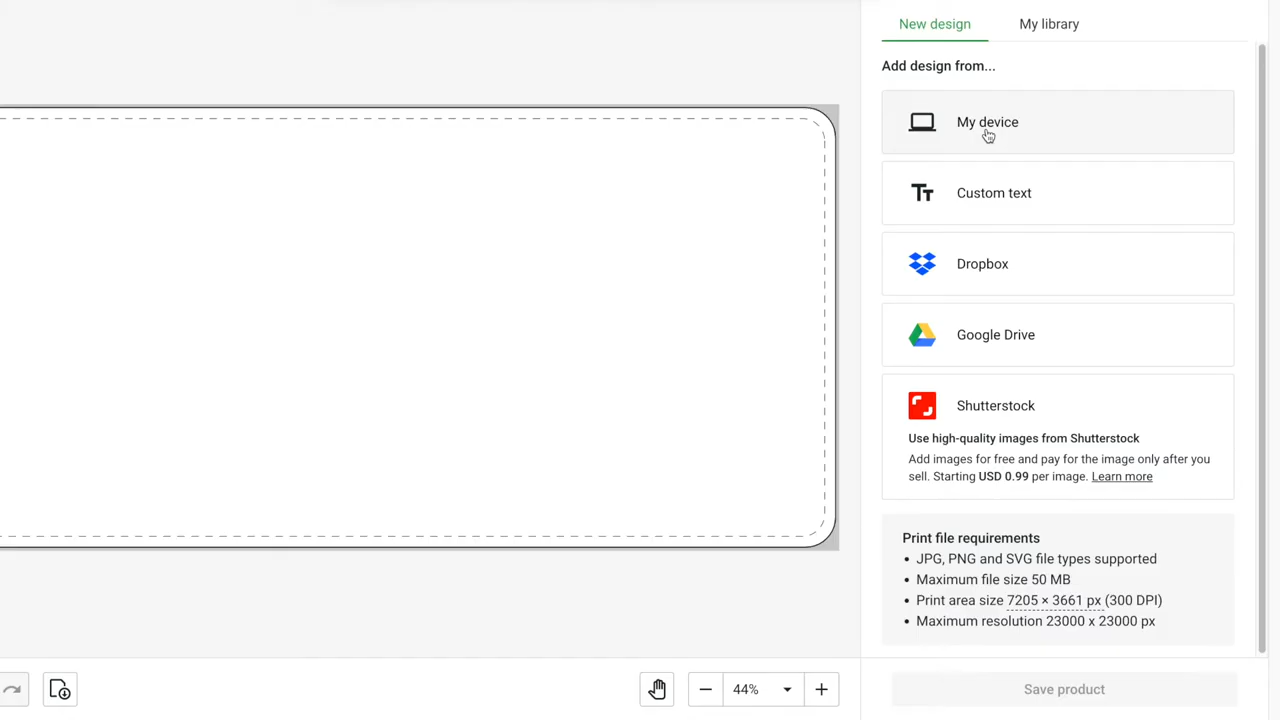 New design
My library
Add design from...
My device
Custom text
Dropbox
Google Drive
Shutterstock
Use high-quality images from Shutterstock
Add images for free and pay for the image only after you
sell. Starting USD 0.99 per image. Learn more
Print file requirements
• JPG, PNG and SVG file types supported
• Maximum file size 50 MB
• Print area size 7205 × 3661 px (300 DPI)
• Maximum resolution 23000 x 23000 px
44%
Save product